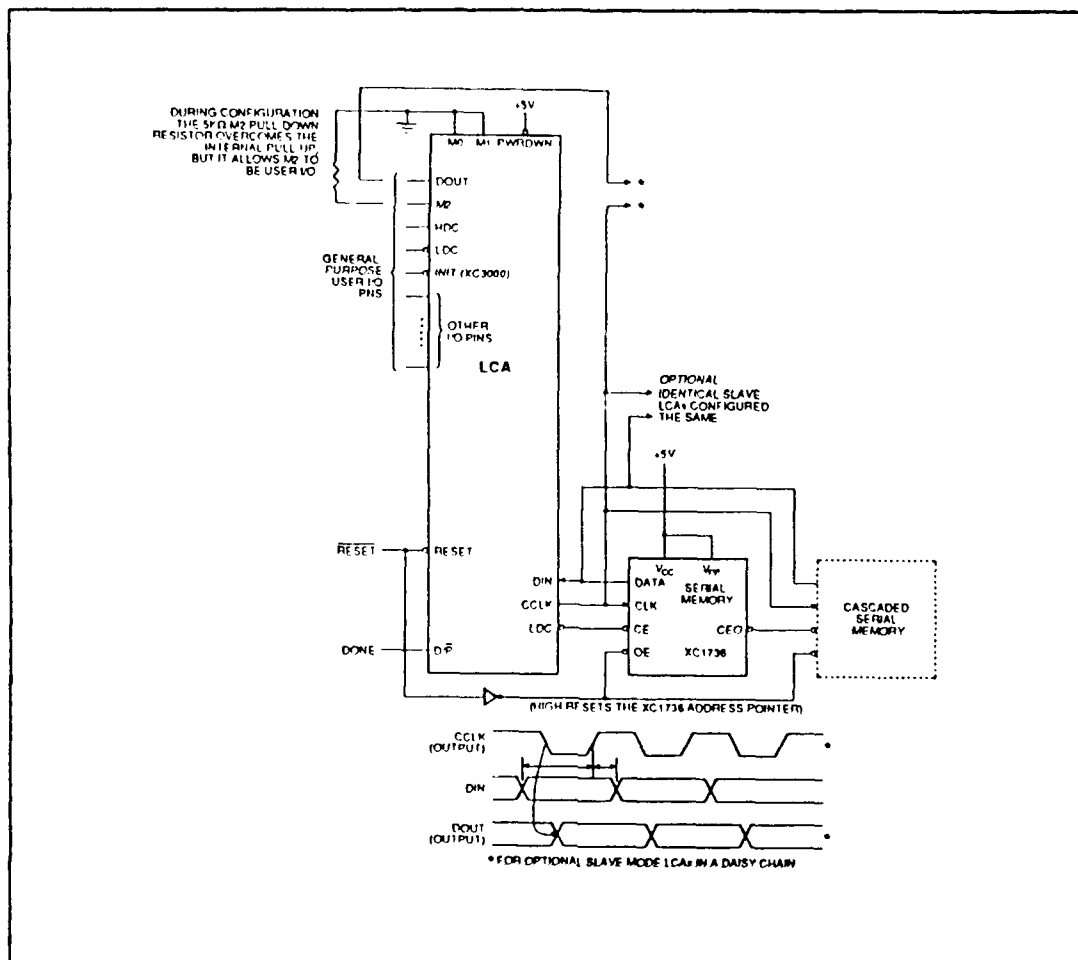 +5V
DURING CONFIGURATION
THE 5KΩ M2 PULL DOWN
RESISTOR OVERCOMES THE
INTERNAL PULL UP,
BUT IT ALLOWS M2 TO
BE USER I/O.
M0 M1 PWRDWN
DOUT
M2
HDC
LDC
INIT (XC3000)
GENERAL
PURPOSE
USER I/O
PINS
OTHER
I/O PINS
LCA
*
*
OPTIONAL
IDENTICAL SLAVE
LCAs CONFIGURED
THE SAME
+5V
RESET
RESET
DIN
CCLK
LDC
VCC VPP
DATA
SERIAL
MEMORY
CLK
CE
CEO
OE
XC1736
CASCADED
SERIAL
MEMORY
DONE
D/P
(HIGH RESETS THE XC1736 ADDRESS POINTER)
CCLK
(OUTPUT)
*
DIN
DOUT
(OUTPUT)
*
* FOR OPTIONAL SLAVE MODE LCAs IN A DAISY CHAIN